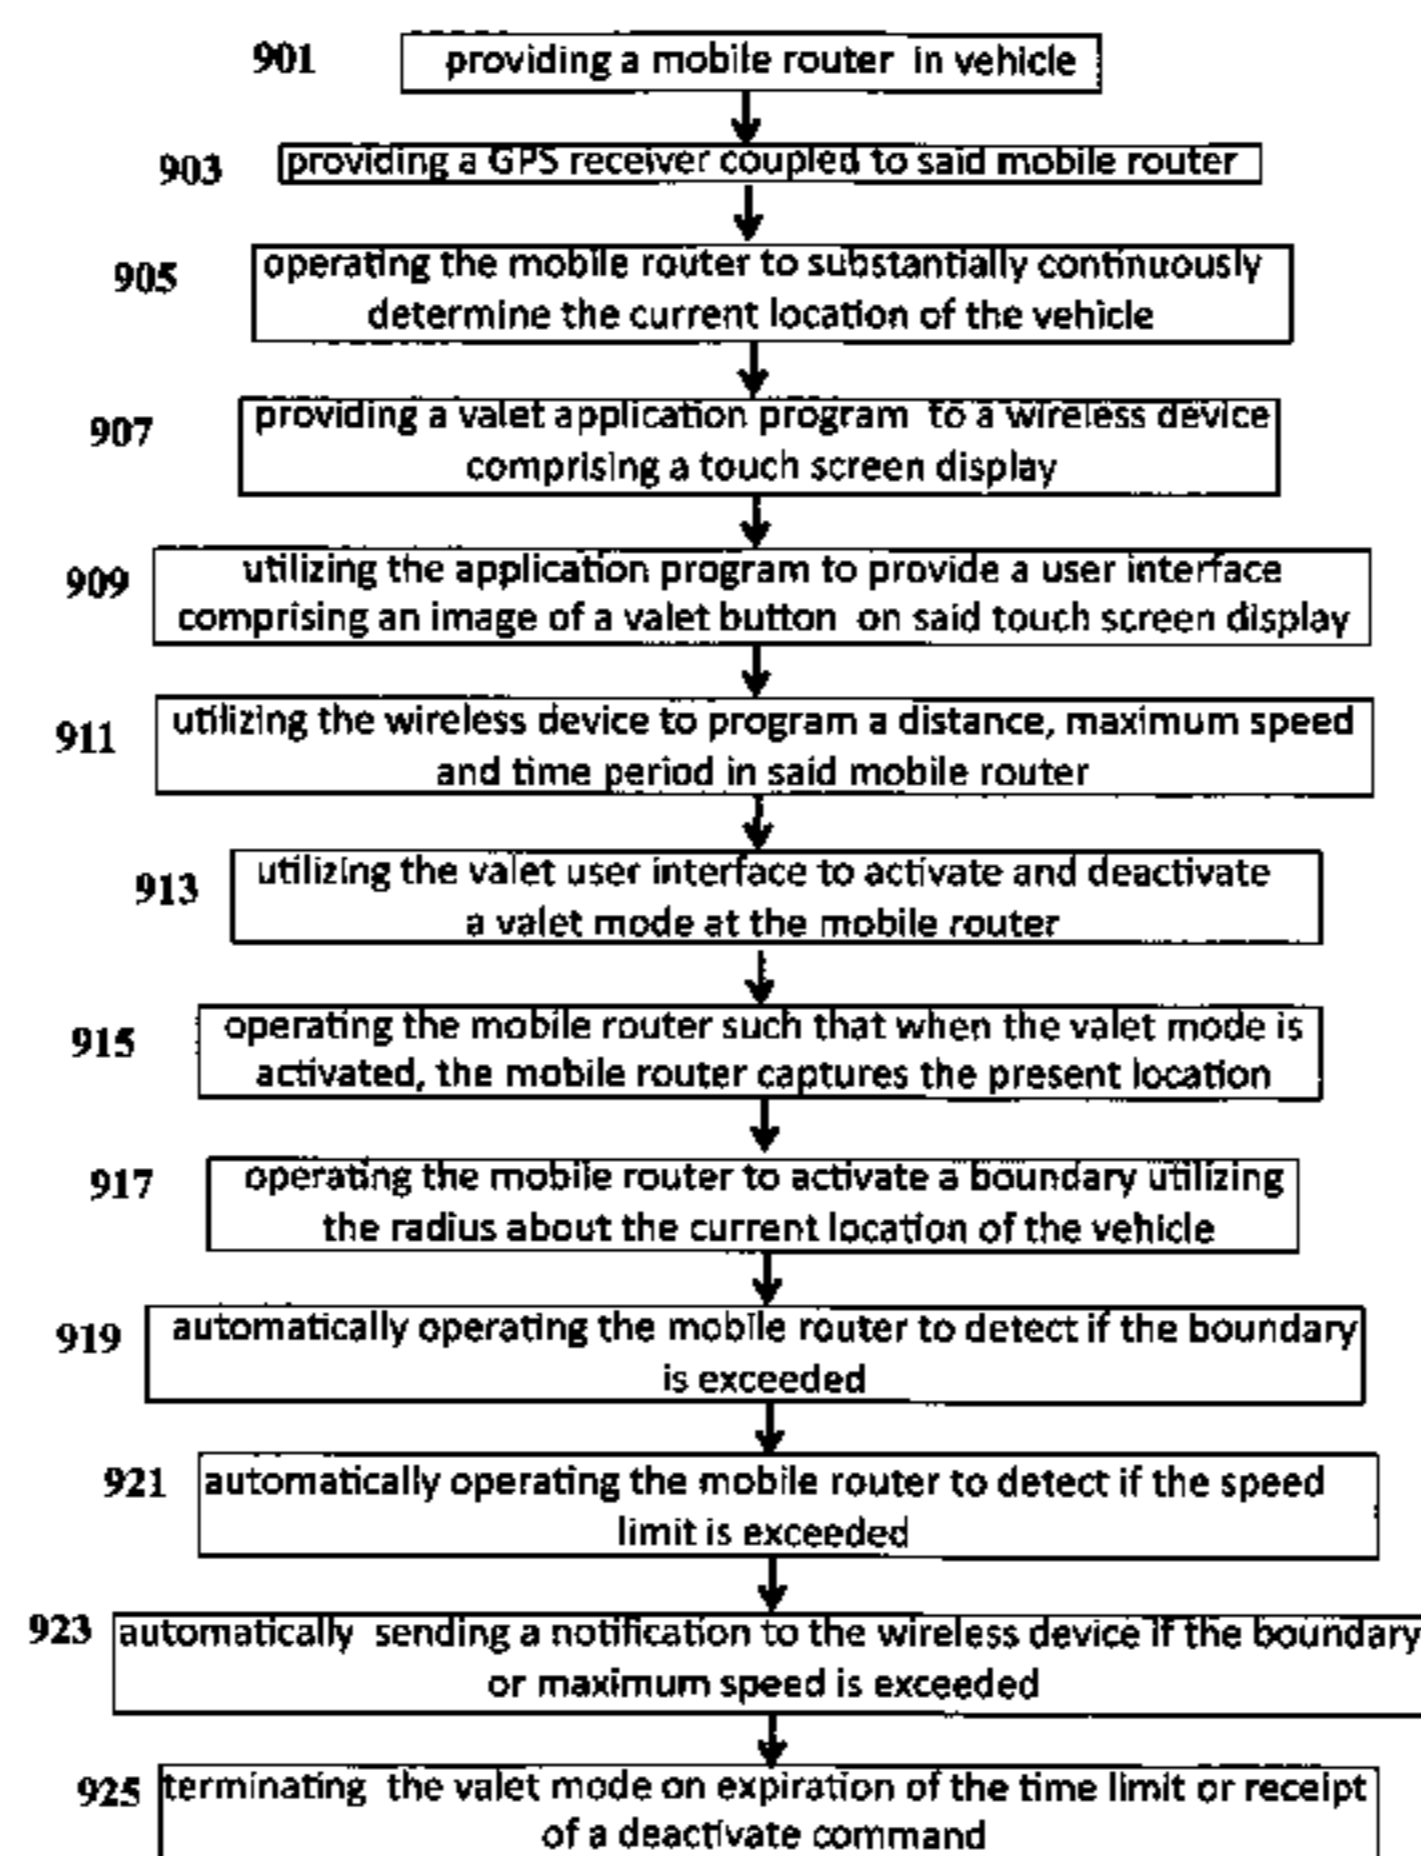 901 providing a mobile router in vehicle
903 providing a GPS receiver coupled to said mobile router
905 operating the mobile router to substantially continuously
determine the current location of the vehicle
907 providing a valet application program to a wireless device
comprising a touch screen display
909 utilizing the application program to provide a user interface
comprising an image of a valet button on said touch screen display
911 utilizing the wireless device to program a distance, maximum speed
and time period in said mobile router
913 utilizing the valet user interface to activate and deactivate
a valet mode at the mobile router
915 operating the mobile router such that when the valet mode is
activated, the mobile router captures the present location
917 operating the mobile router to activate a boundary utilizing
the radius about the current location of the vehicle
919 automatically operating the mobile router to detect if the boundary
is exceeded
921 automatically operating the mobile router to detect if the speed
limit is exceeded
923 automatically sending a notification to the wireless device if the boundary
or maximum speed is exceeded
925 terminating the valet mode on expiration of the time limit or receipt
of a deactivate command